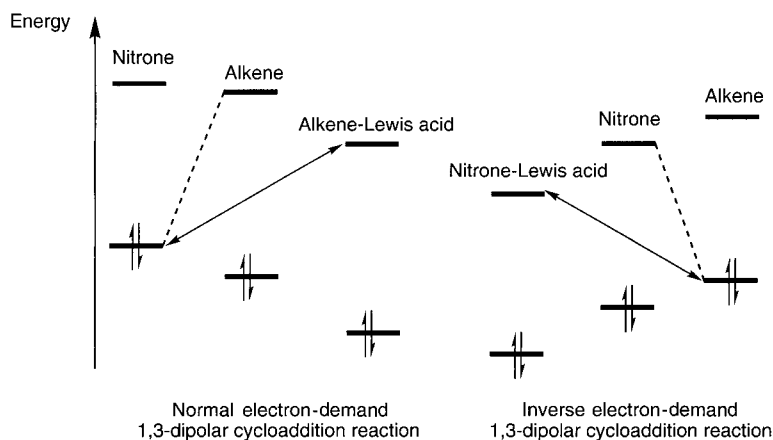 Energy
Nitrone
Alkene
Alkene-Lewis acid
Nitrone-Lewis acid
Nitrone
Alkene
Normal electron-demand
1,3-dipolar cycloaddition reaction
Inverse electron-demand
1,3-dipolar cycloaddition reaction